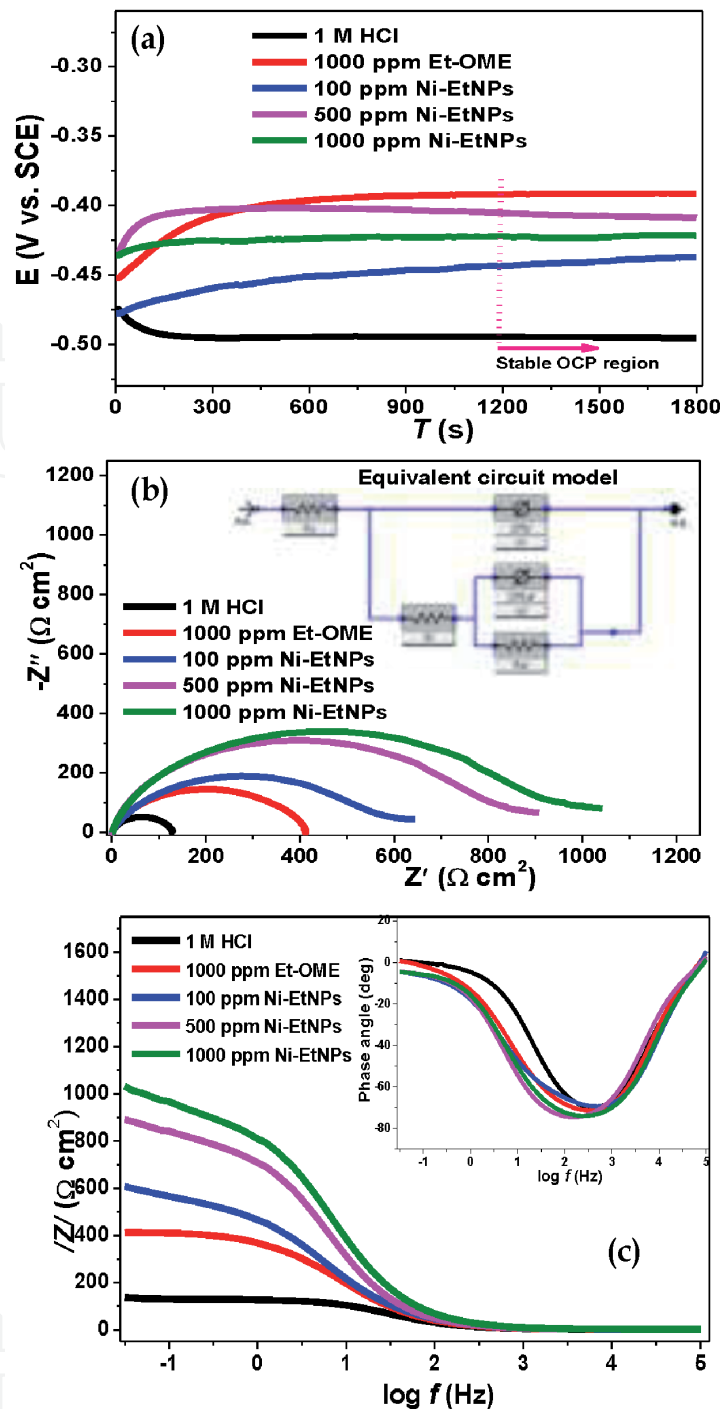 (a)
1 M HCl
1000 ppm Et-OME
100 ppm Ni-EtNPs
500 ppm Ni-EtNPs
1000 ppm Ni-EtNPs
E (V vs. SCE)
-0.30
-0.35
-0.40
-0.45
-0.50
Stable OCP region
0 300 600 900 1200 1500 1800
T (s)
(b)
Equivalent circuit model
1 M HCl
1000 ppm Et-OME
100 ppm Ni-EtNPs
500 ppm Ni-EtNPs
1000 ppm Ni-EtNPs
-Z" (Ω cm²)
1200
1000
800
600
400
200
0
0 200 400 600 800 1000 1200
Z' (Ω cm²)
1 M HCl
1000 ppm Et-OME
100 ppm Ni-EtNPs
500 ppm Ni-EtNPs
1000 ppm Ni-EtNPs
/Z/ (Ω cm²)
1600
1400
1200
1000
800
600
400
200
0
Phase angle (deg)
20
0
-20
-40
-60
-80
-1 0 1 2 3 4 5
log f (Hz)
(c)
-1 0 1 2 3 4 5
log f (Hz)